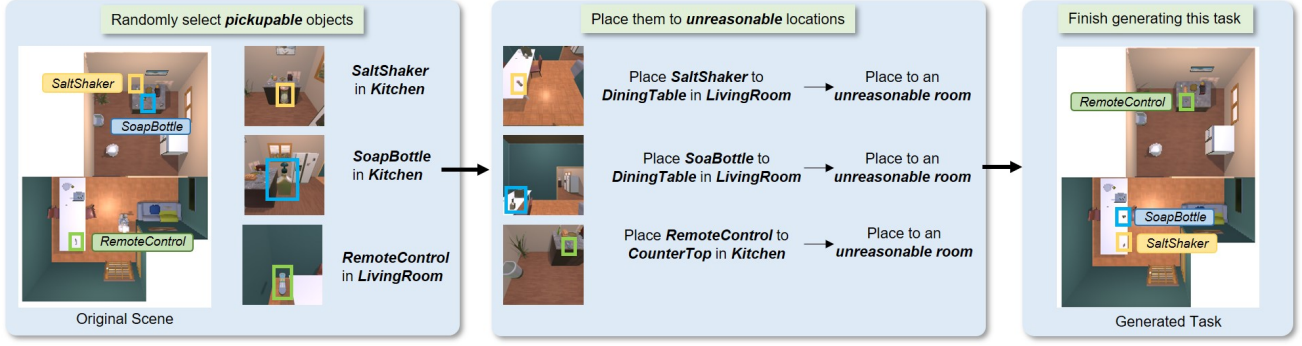 Randomly select pickupable objects
SaltShaker
SoapBottle
RemoteControl
Original Scene
SaltShaker
in Kitchen
SoapBottle
in Kitchen
RemoteControl
in LivingRoom
Place them to unreasonable locations
Place SaltShaker to
DiningTable in LivingRoom
Place to an
unreasonable room
Place SoaBottle to
DiningTable in LivingRoom
Place to an
unreasonable room
Place RemoteControl to
CounterTop in Kitchen
Place to an
unreasonable room
Finish generating this task
RemoteControl
SoapBottle
SaltShaker
Generated Task